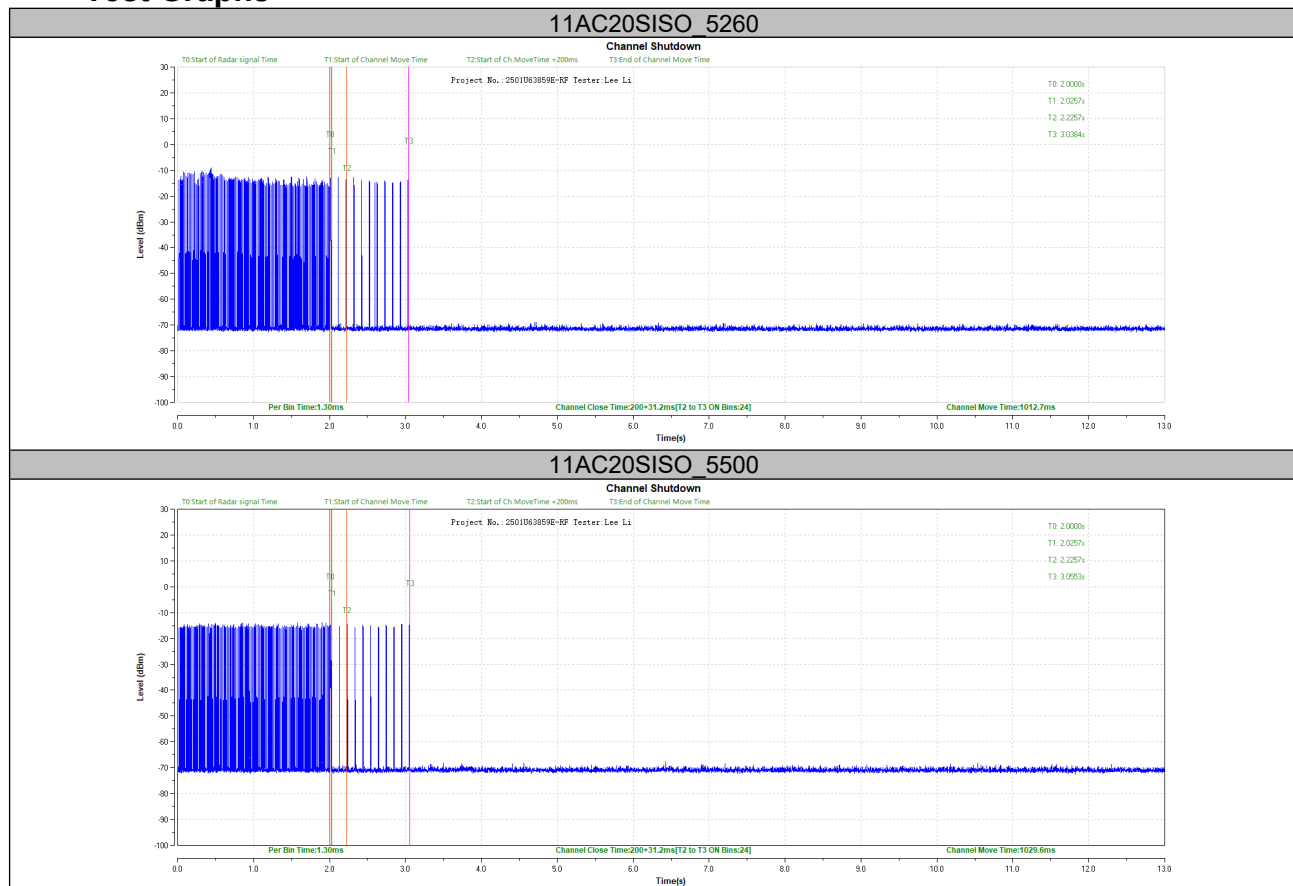 Test Graphs
11AC20SISO_5260
Channel Shutdown
T0:Start of Radar signal Time T1:Start of Channel Move Time T2:Start of Ch.MoveTime +200ms T3:End of Channel Move Time
Project No.:2501U63859E-RF Tester:Lee Li
T0: 2.0000s
T1: 2.0257s
T2: 2.2257s
T3: 3.0384s
30
20
10
0
-10
-20
-30
-40
-50
-60
-70
-80
-90
-100
Level (dBm)
T0
T1
T2
T3
Per Bin Time:1.30ms Channel Close Time:200+31.2ms[T2 to T3 ON Bins:24] Channel Move Time:1012.7ms
0.0 1.0 2.0 3.0 4.0 5.0 6.0 7.0 8.0 9.0 10.0 11.0 12.0 13.0
Time(s)
11AC20SISO_5500
Channel Shutdown
T0:Start of Radar signal Time T1:Start of Channel Move Time T2:Start of Ch.MoveTime +200ms T3:End of Channel Move Time
Project No.:2501U63859E-RF Tester:Lee Li
T0: 2.0000s
T1: 2.0257s
T2: 2.2257s
T3: 3.0553s
30
20
10
0
-10
-20
-30
-40
-50
-60
-70
-80
-90
-100
Level (dBm)
T0
T1
T2
T3
Per Bin Time:1.30ms Channel Close Time:200+31.2ms[T2 to T3 ON Bins:24] Channel Move Time:1029.6ms
0.0 1.0 2.0 3.0 4.0 5.0 6.0 7.0 8.0 9.0 10.0 11.0 12.0 13.0
Time(s)